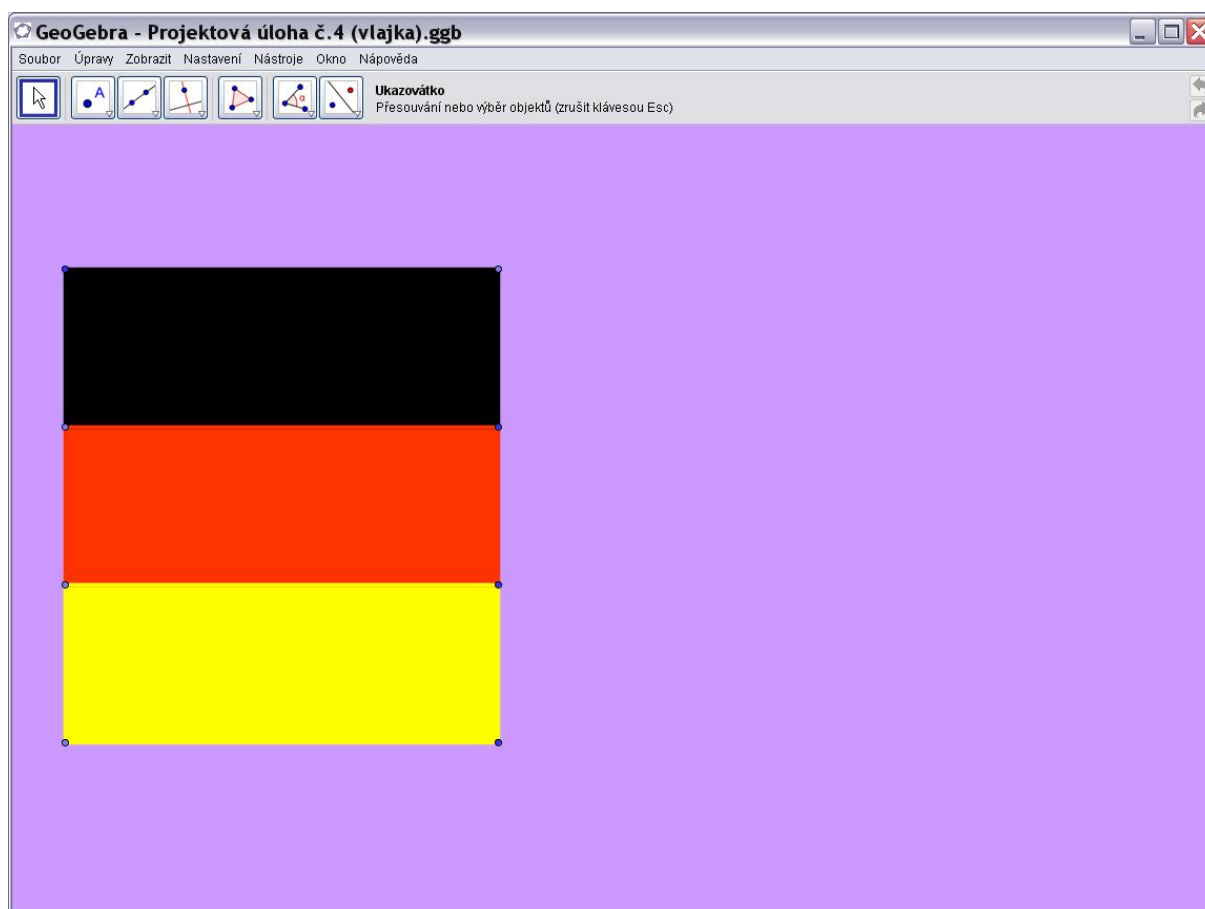 GeoGebra - Projektová úloha č.4 (vlajka).ggb
Soubor Úpravy Zobrazit Nastavení Nástroje Okno Nápověda
A
α
Ukazovátko
Přesouvání nebo výběr objektů (zrušit klávesou Esc)